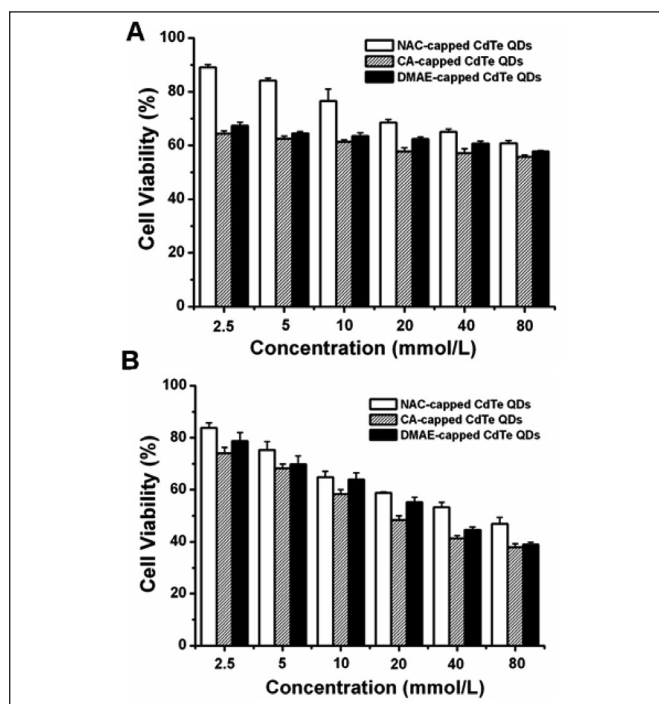 A
NAC-capped CdTe QDs
CA-capped CdTe QDs
DMAE-capped CdTe QDs
100
80
60
40
20
0
Cell Viability (%)
2.5 5 10 20 40 80
Concentration (mmol/L)
B
NAC-capped CdTe QDs
CA-capped CdTe QDs
DMAE-capped CdTe QDs
100
80
60
40
20
0
Cell Viability (%)
2.5 5 10 20 40 80
Concentration (mmol/L)